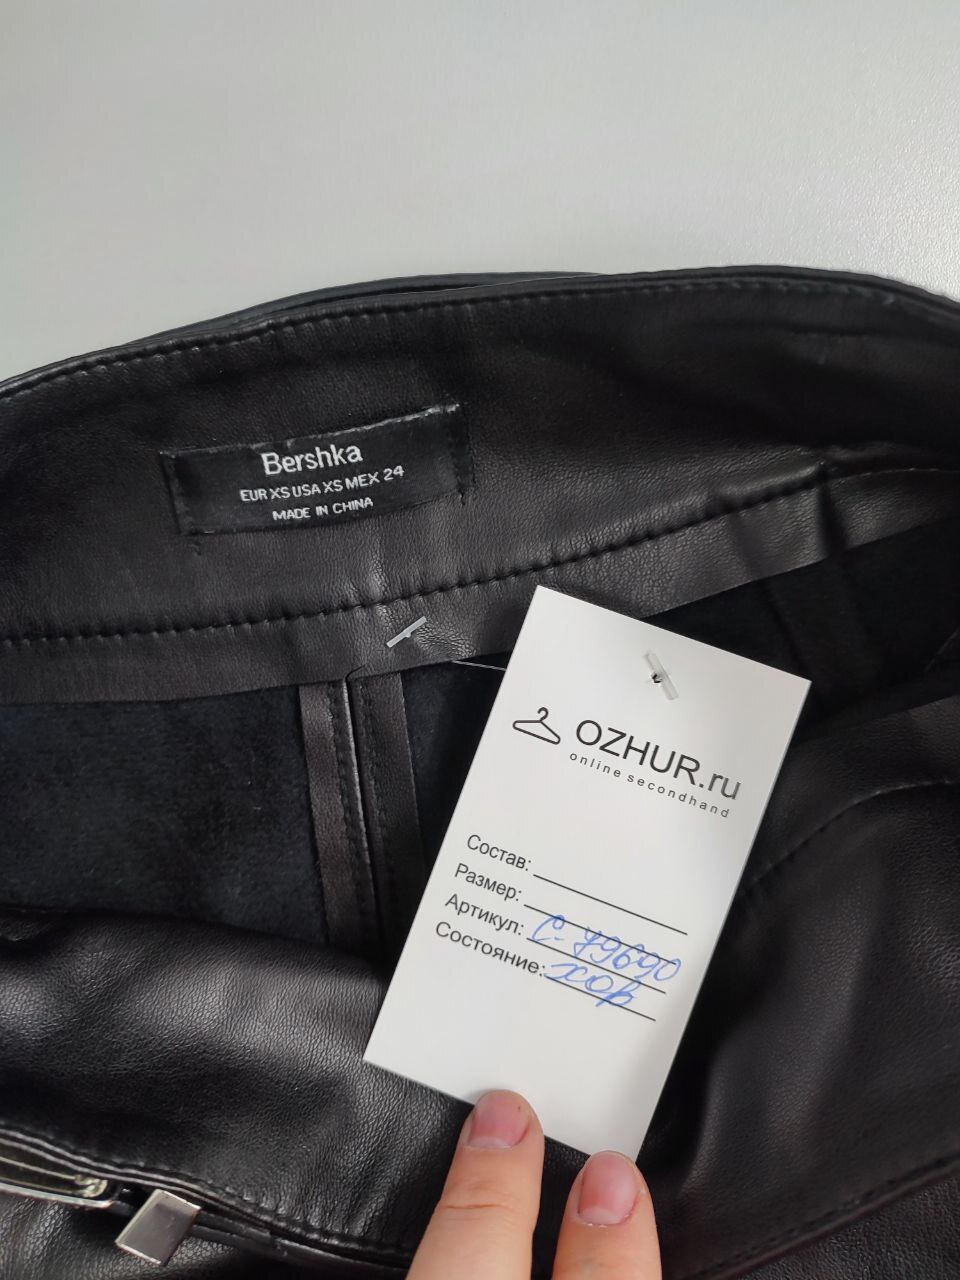 Bershka
EUR XS USA XS MEX 24
MADE IN CHINA
OZHUR.ru
online secondhand
Состав:
Размер:
Артикул: С-79690
Состояние: хор